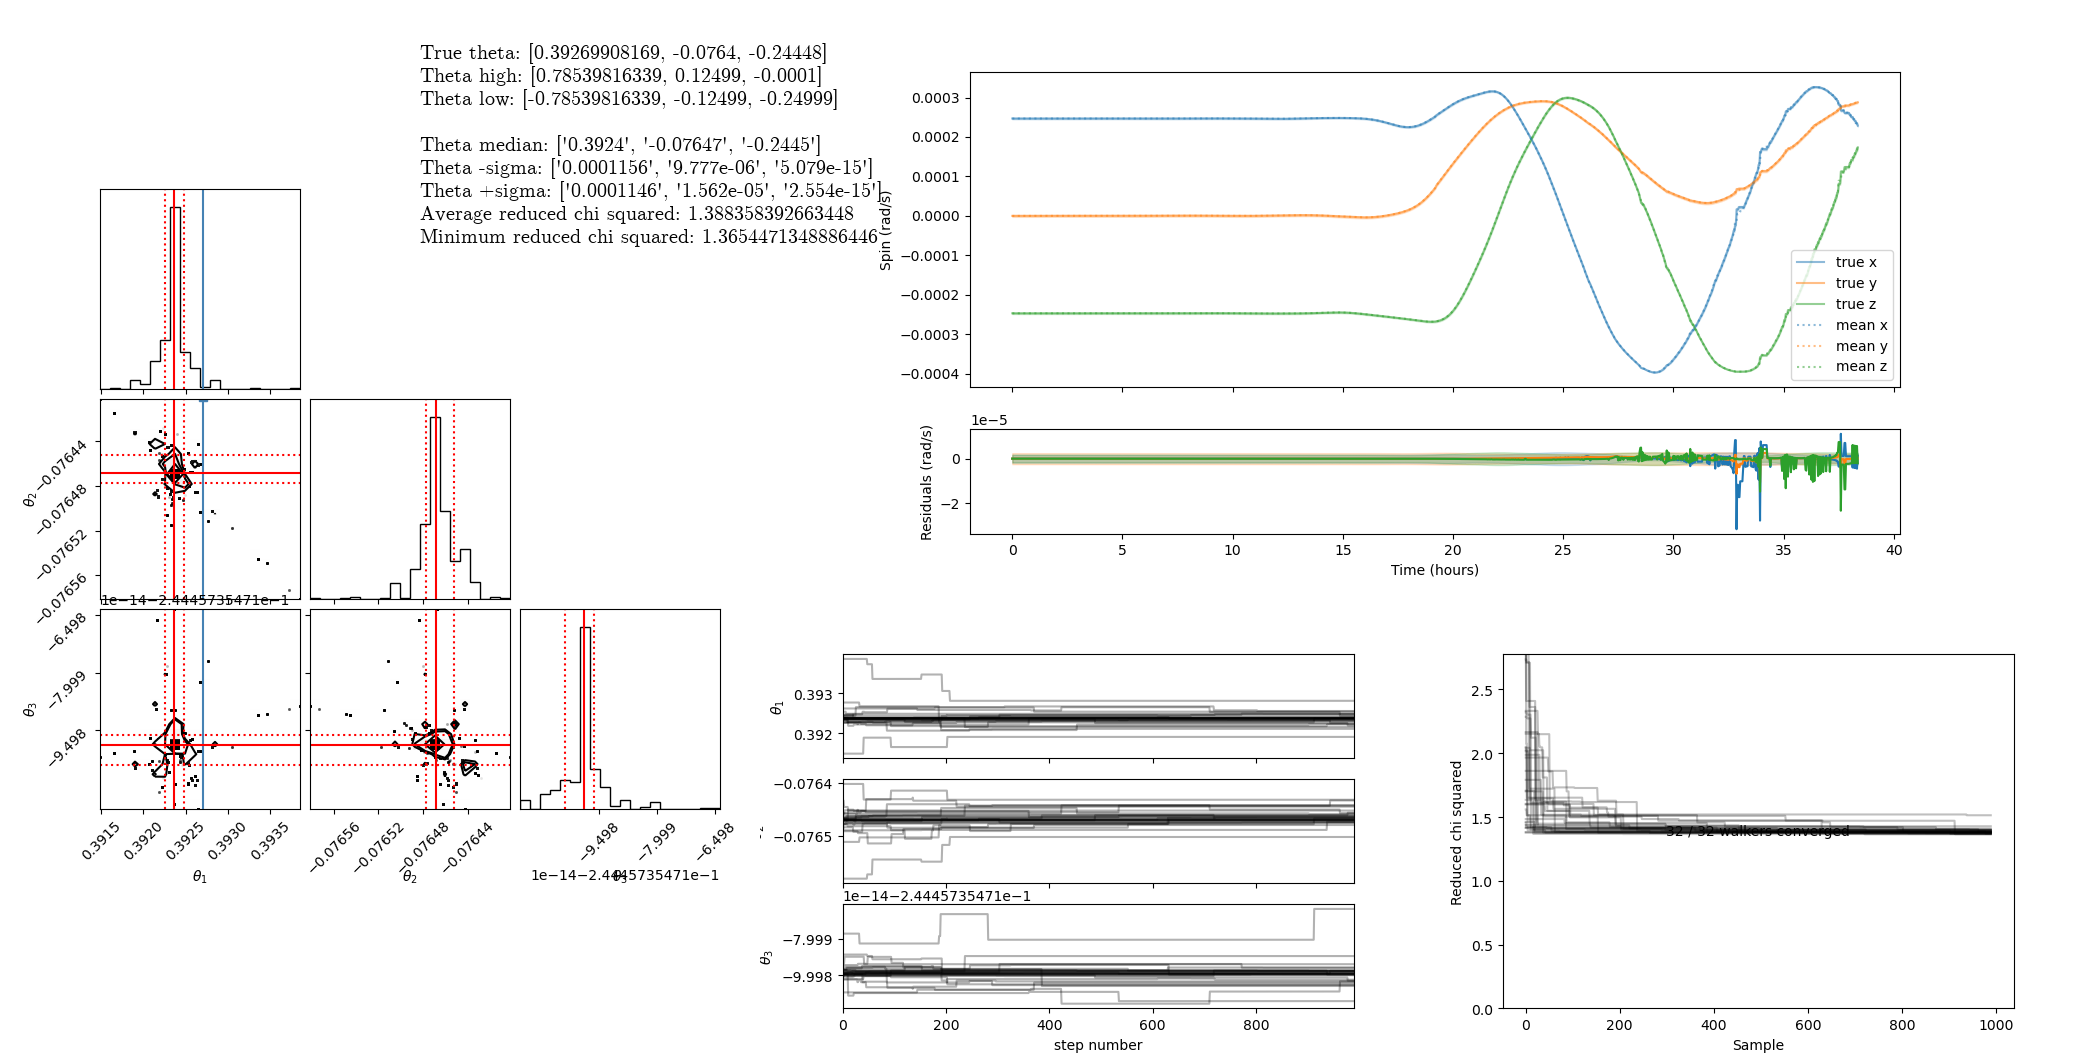 True theta: [0.39269908169, -0.0764, -0.24448]
Theta high: [0.78539816339, 0.12499, -0.0001]
Theta low: [-0.78539816339, -0.12499, -0.24999]
Theta median: ['0.3924', '-0.07647', '-0.2445']
Theta -sigma: ['0.0001156', '9.777e-06', '5.079e-15']
Theta +sigma: ['0.0001146', '1.562e-05', '2.554e-15']
Average reduced chi squared: 1.388358392663448
Minimum reduced chi squared: 1.3654471348886446
Spin (rad/s)
0.0003
0.0002
0.0001
0.0000
−0.0001
−0.0002
−0.0003
−0.0004
true x
true y
true z
mean x
mean y
mean z
1e−5
Residuals (rad/s)
0
−2
0 5 10 15 20 25 30 35 40
Time (hours)
θ2
−0.07644
−0.07648
−0.07652
−0.07656
1e−14−2.4445735471e−1
θ3
−6.498
−7.999
−9.498
0.3915 0.3920 0.3925 0.3930 0.3935
θ1
−0.07656 −0.07652 −0.07648 −0.07644
θ2
−9.498 −7.999 −6.498
1e−14−2.4445735471e−1
θ3
θ1
0.393
0.392
−0.0764
−0.0765
1e−14−2.4445735471e−1
θ3
−7.999
−9.998
0 200 400 600 800
step number
Reduced chi squared
2.5
2.0
1.5
1.0
0.5
0.0
32 / 32 walkers converged
0 200 400 600 800 1000
Sample